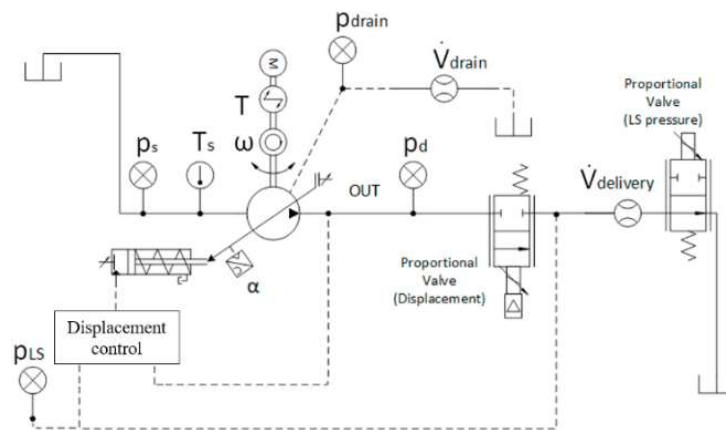 Pdrain
V̇drain
M
T
Proportional
Valve
(LS pressure)
ps
Ts
ω
pd
V̇delivery
OUT
Proportional
Valve
(Displacement)
α
Displacement
control
pLS